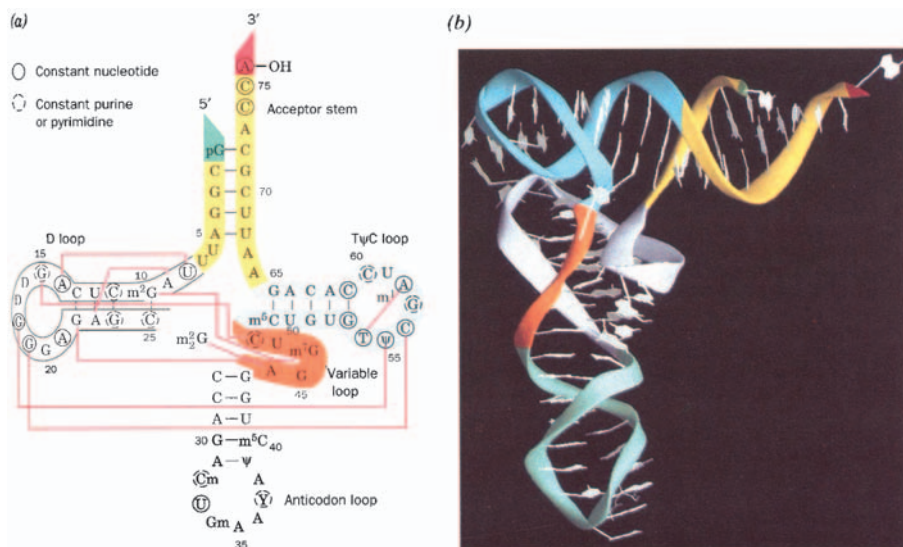 (a)
3′
(b)
Constant nucleotide
Constant purine
or pyrimidine
A—OH
75
C
C
Acceptor stem
5′
A
pG
C
C
G
G
C
70
G
U
A
U
5
U
U
A
U
A
D loop
15
10
D
D
G
A
C
U
C
m²G
A
U
G
A
G
C
25
G
G
G
A
20
TψC loop
60
C
U
65
G
A
C
A
C
m¹A
G
m⁵C
U
G
U
G
T
ψ
C
55
m²₂G
C
U
50
m⁷G
A
G
45
Variable
loop
C—G
C—G
A—U
30 G—m⁵C 40
A—ψ
Cm
A
U
Y
Anticodon loop
Gm
A
A
35